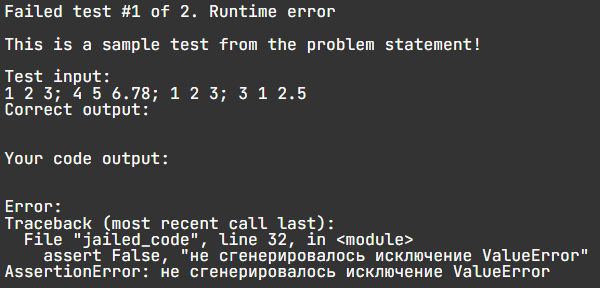 Failed test #1 of 2. Runtime error
This is a sample test from the problem statement!
Test input:
1 2 3; 4 5 6.78; 1 2 3; 3 1 2.5
Correct output:
Your code output:
Error:
Traceback (most recent call last):
  File "jailed_code", line 32, in <module>
    assert False, "не сгенерировалось исключение ValueError"
AssertionError: не сгенерировалось исключение ValueError